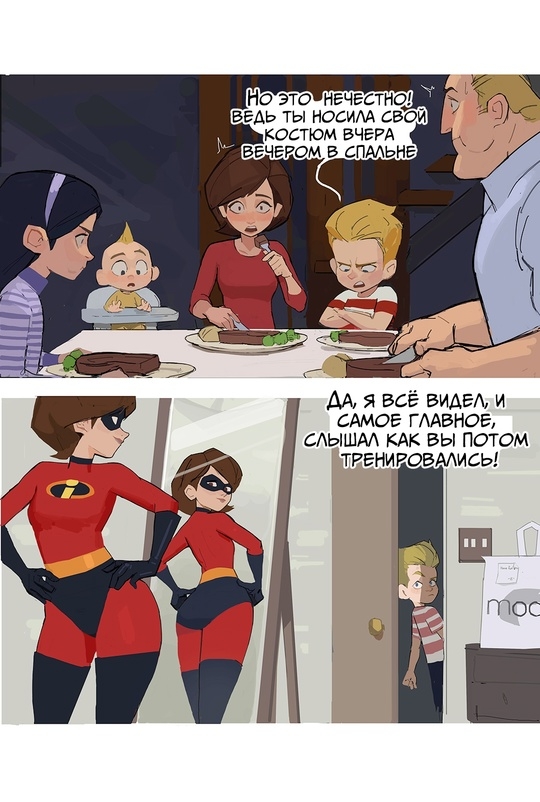 Но это нечестно!
ведь ты носила свой
костюм вчера
вечером в спальне
Да, я всё видел, и
самое главное,
слышал как вы потом
тренировались!
mod